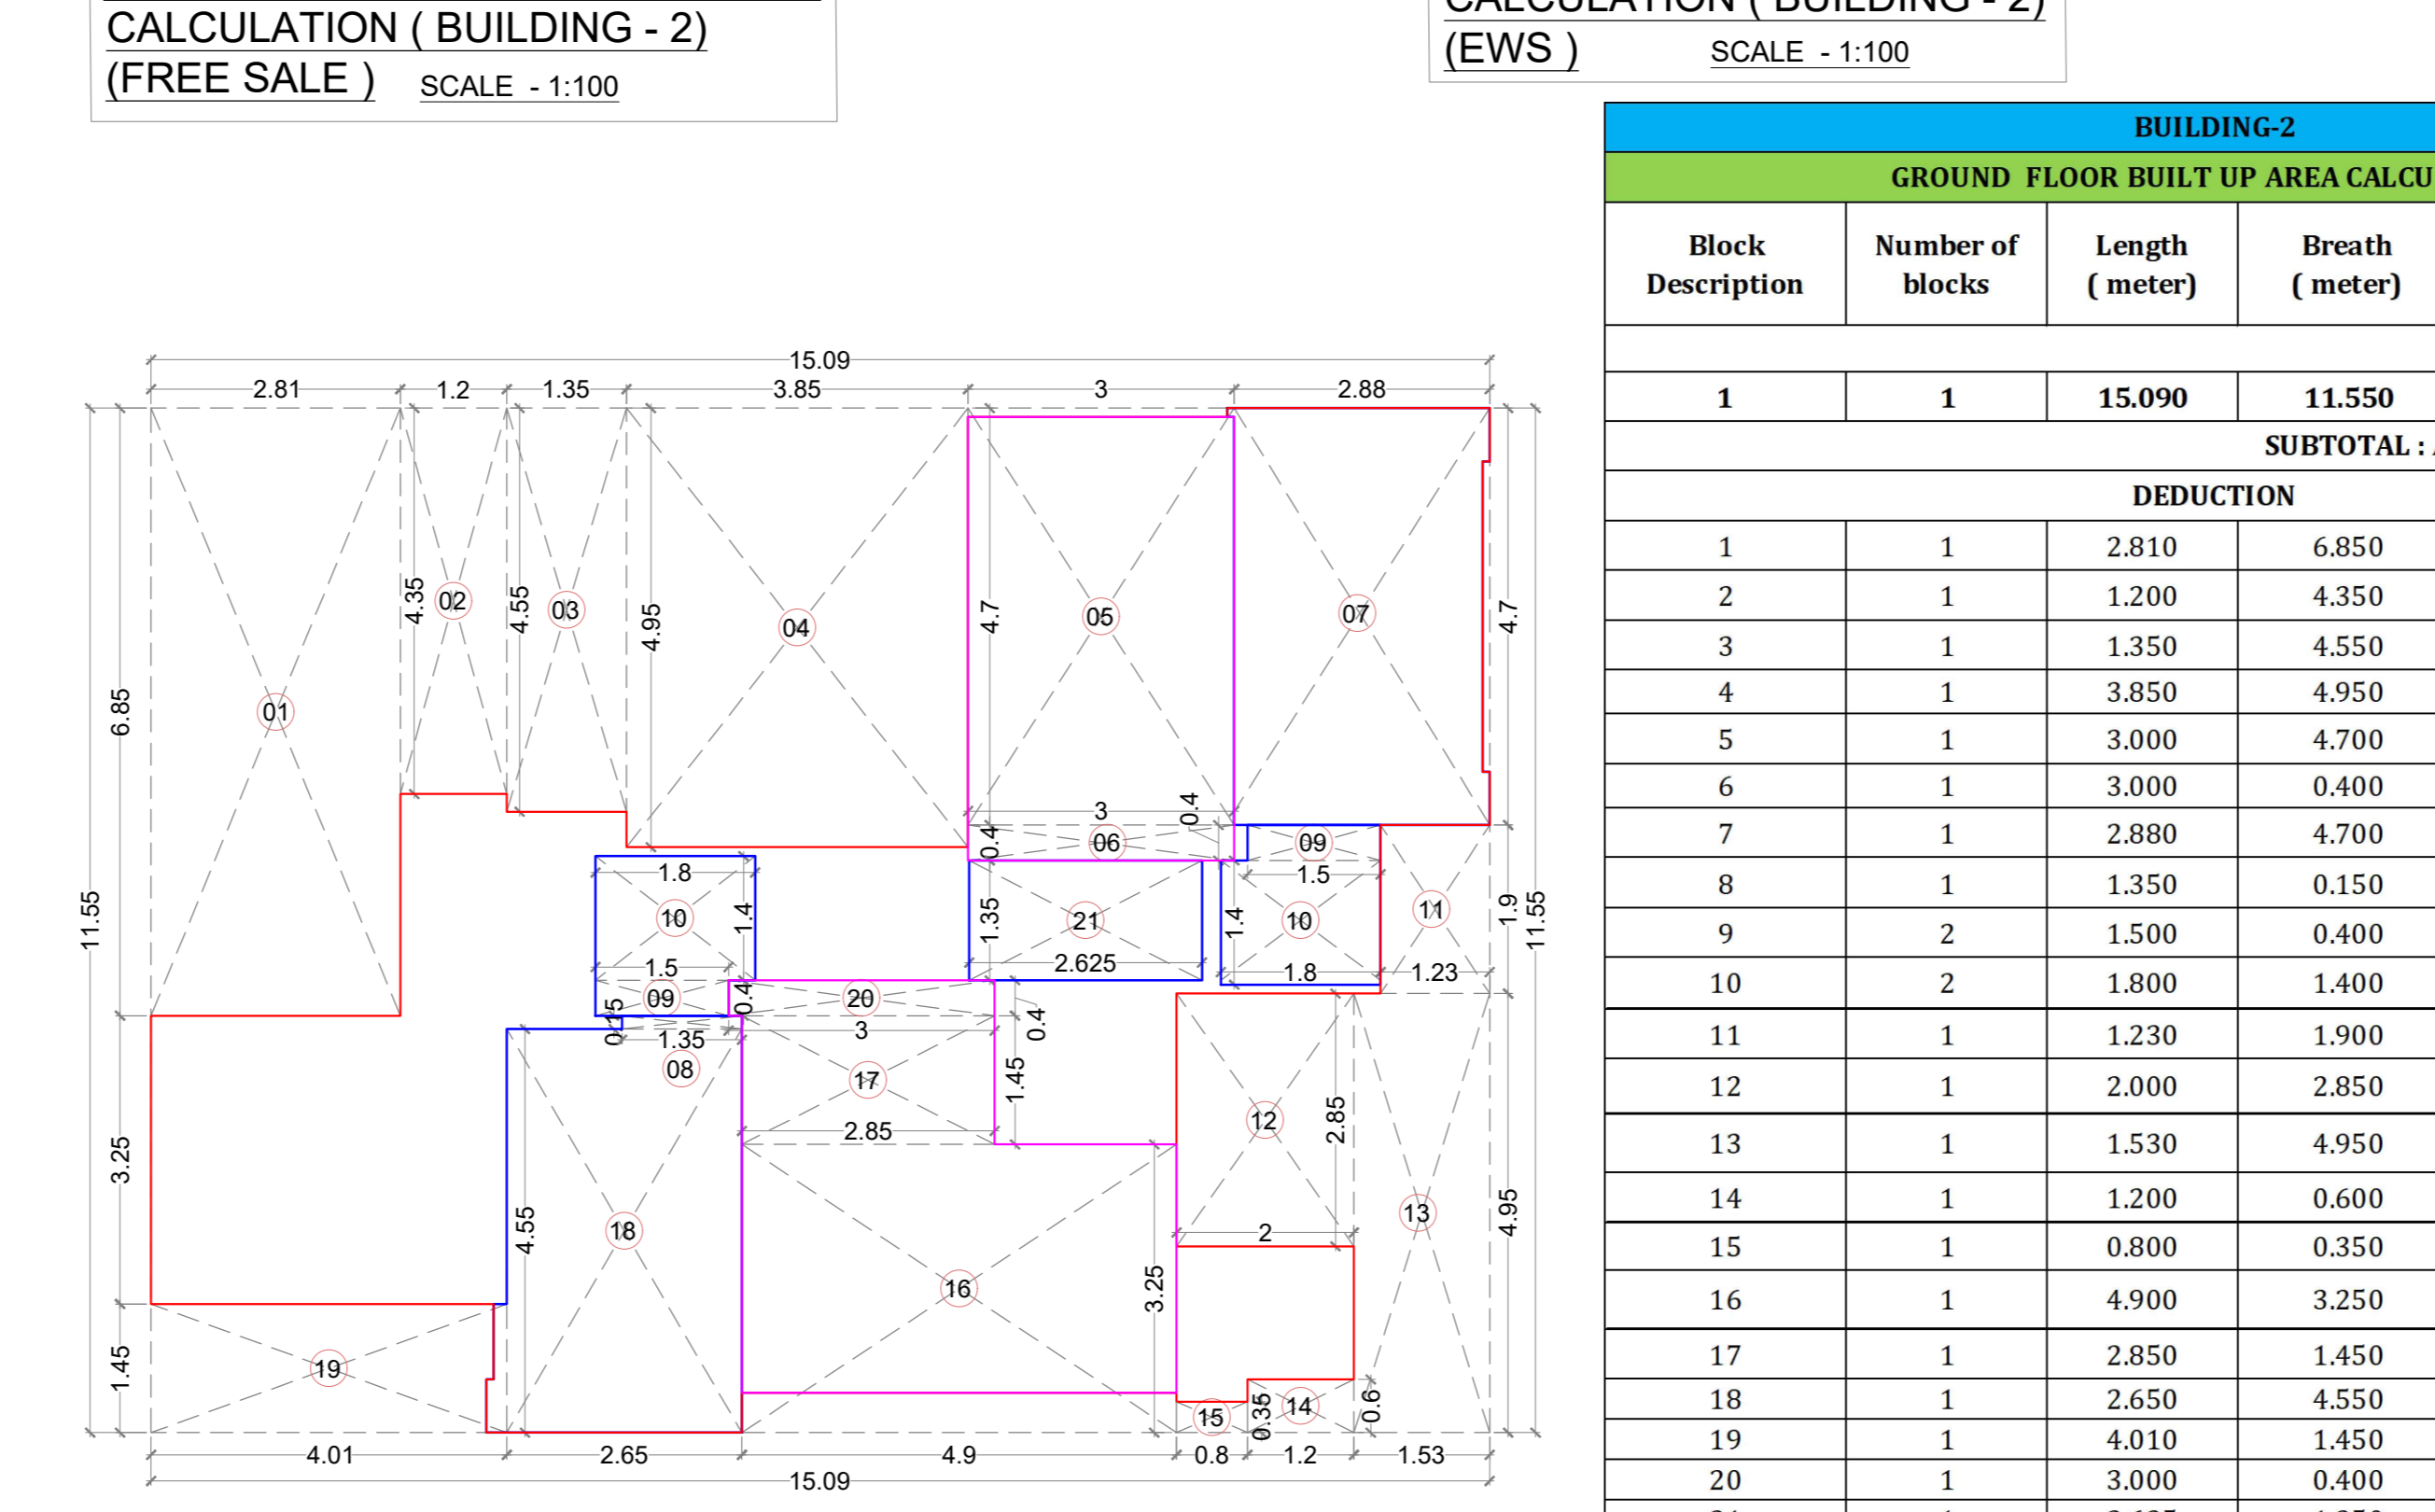 CALCULATION ( BUILDING - 2)
(FREE SALE ) SCALE - 1:100
CALCULATION ( BUILDING - 2)
(EWS ) SCALE - 1:100
15.09
2.81 1.2 1.35 3.85 3 2.88
11.55
6.85
3.25
1.45
01
4.35
02
4.55
03
4.95
04
4.7
05
07
4.7
3
0.4
0.4
06
09
1.5
1.8
10
1.4
1.35
21
2.625
1.4
10
1.8
11
1.23
1.9
11.55
1.5
09
0.4
20
3
0.4
0.15
1.35
08
17
2.85
1.45
12
2.85
2
13
4.95
4.55
18
16
3.25
19
15
0.35
14
0.6
4.01 2.65 4.9 0.8 1.2 1.53
15.09
BUILDING-2
GROUND FLOOR BUILT UP AREA CALCU
Block Description Number of blocks Length ( meter) Breath ( meter)
1 1 15.090 11.550
SUBTOTAL :
DEDUCTION
1 1 2.810 6.850
2 1 1.200 4.350
3 1 1.350 4.550
4 1 3.850 4.950
5 1 3.000 4.700
6 1 3.000 0.400
7 1 2.880 4.700
8 1 1.350 0.150
9 2 1.500 0.400
10 2 1.800 1.400
11 1 1.230 1.900
12 1 2.000 2.850
13 1 1.530 4.950
14 1 1.200 0.600
15 1 0.800 0.350
16 1 4.900 3.250
17 1 2.850 1.450
18 1 2.650 4.550
19 1 4.010 1.450
20 1 3.000 0.400